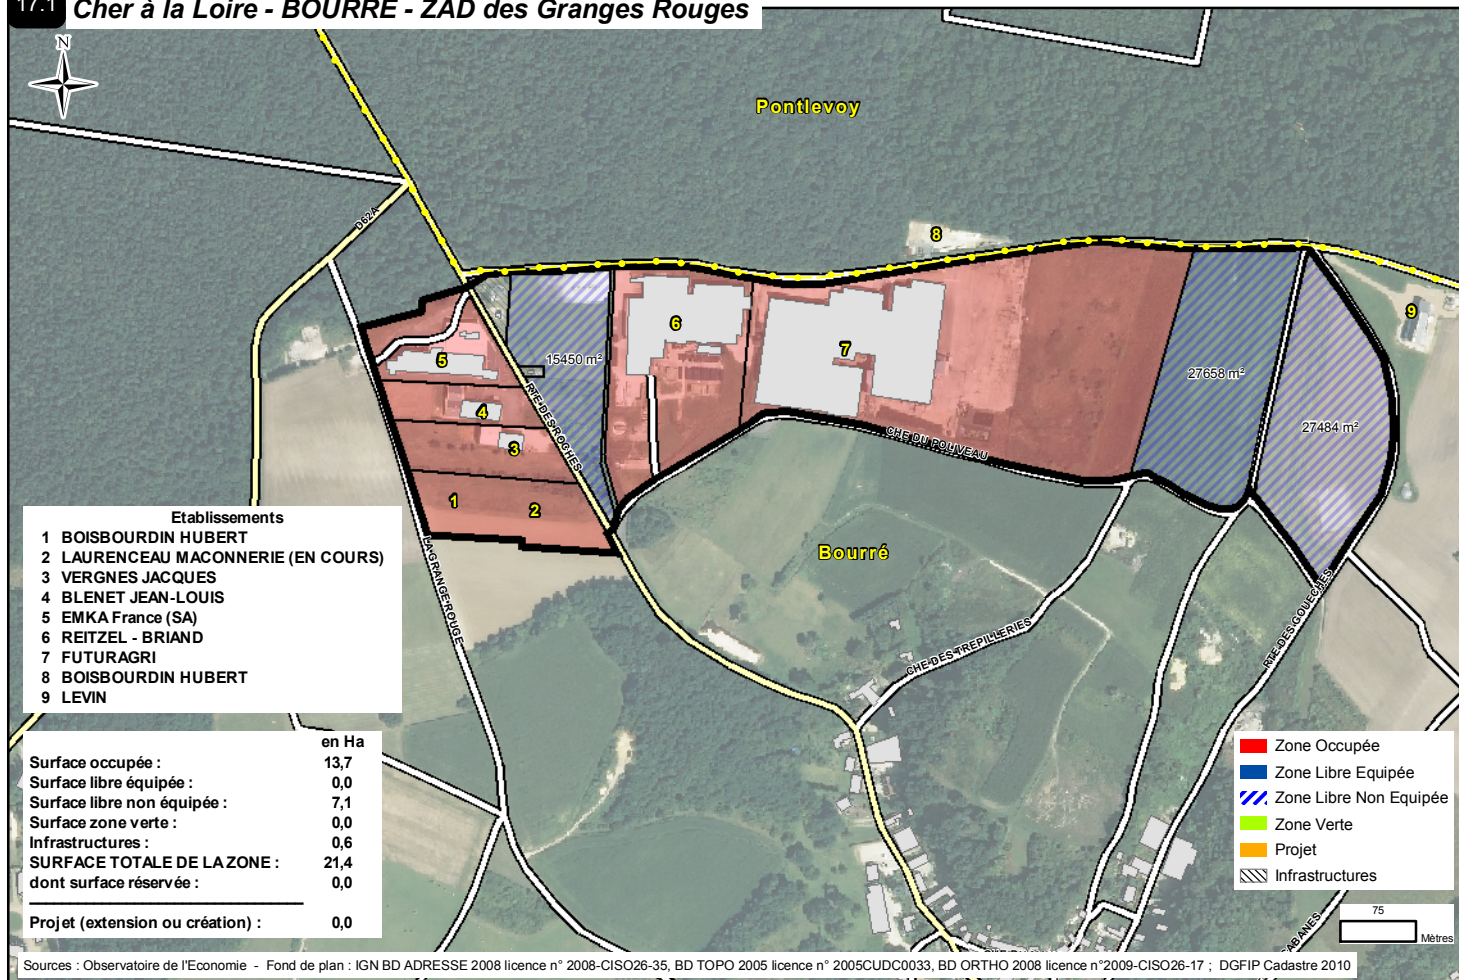 17.1 Cher à la Loire - BOURRE - ZAD des Granges Rouges
N
Pontlevoy
D62A
8
9
6
7
5
4
3
1
2
15450 m²
27658 m²
27484 m²
RTE DES ROCHES
CHE DU POLIVEAU
LA GRANGE ROUGE
Bourré
CHE DES TREPILLERIES
RTE DES GOUECHES
Etablissements
1 BOISBOURDIN HUBERT
2 LAURENCEAU MACONNERIE (EN COURS)
3 VERGNES JACQUES
4 BLENET JEAN-LOUIS
5 EMKA France (SA)
6 REITZEL - BRIAND
7 FUTURAGRI
8 BOISBOURDIN HUBERT
9 LEVIN
en Ha
Surface occupée : 13,7
Surface libre équipée : 0,0
Surface libre non équipée : 7,1
Surface zone verte : 0,0
Infrastructures : 0,6
SURFACE TOTALE DE LA ZONE : 21,4
dont surface réservée : 0,0
Projet (extension ou création) : 0,0
Zone Occupée
Zone Libre Equipée
Zone Libre Non Equipée
Zone Verte
Projet
Infrastructures
75
Mètres
ABANES
Sources : Observatoire de l'Economie - Fond de plan : IGN BD ADRESSE 2008 licence n° 2008-CISO26-35, BD TOPO 2005 licence n° 2005CUDC0033, BD ORTHO 2008 licence n°2009-CISO26-17 ; DGFIP Cadastre 2010